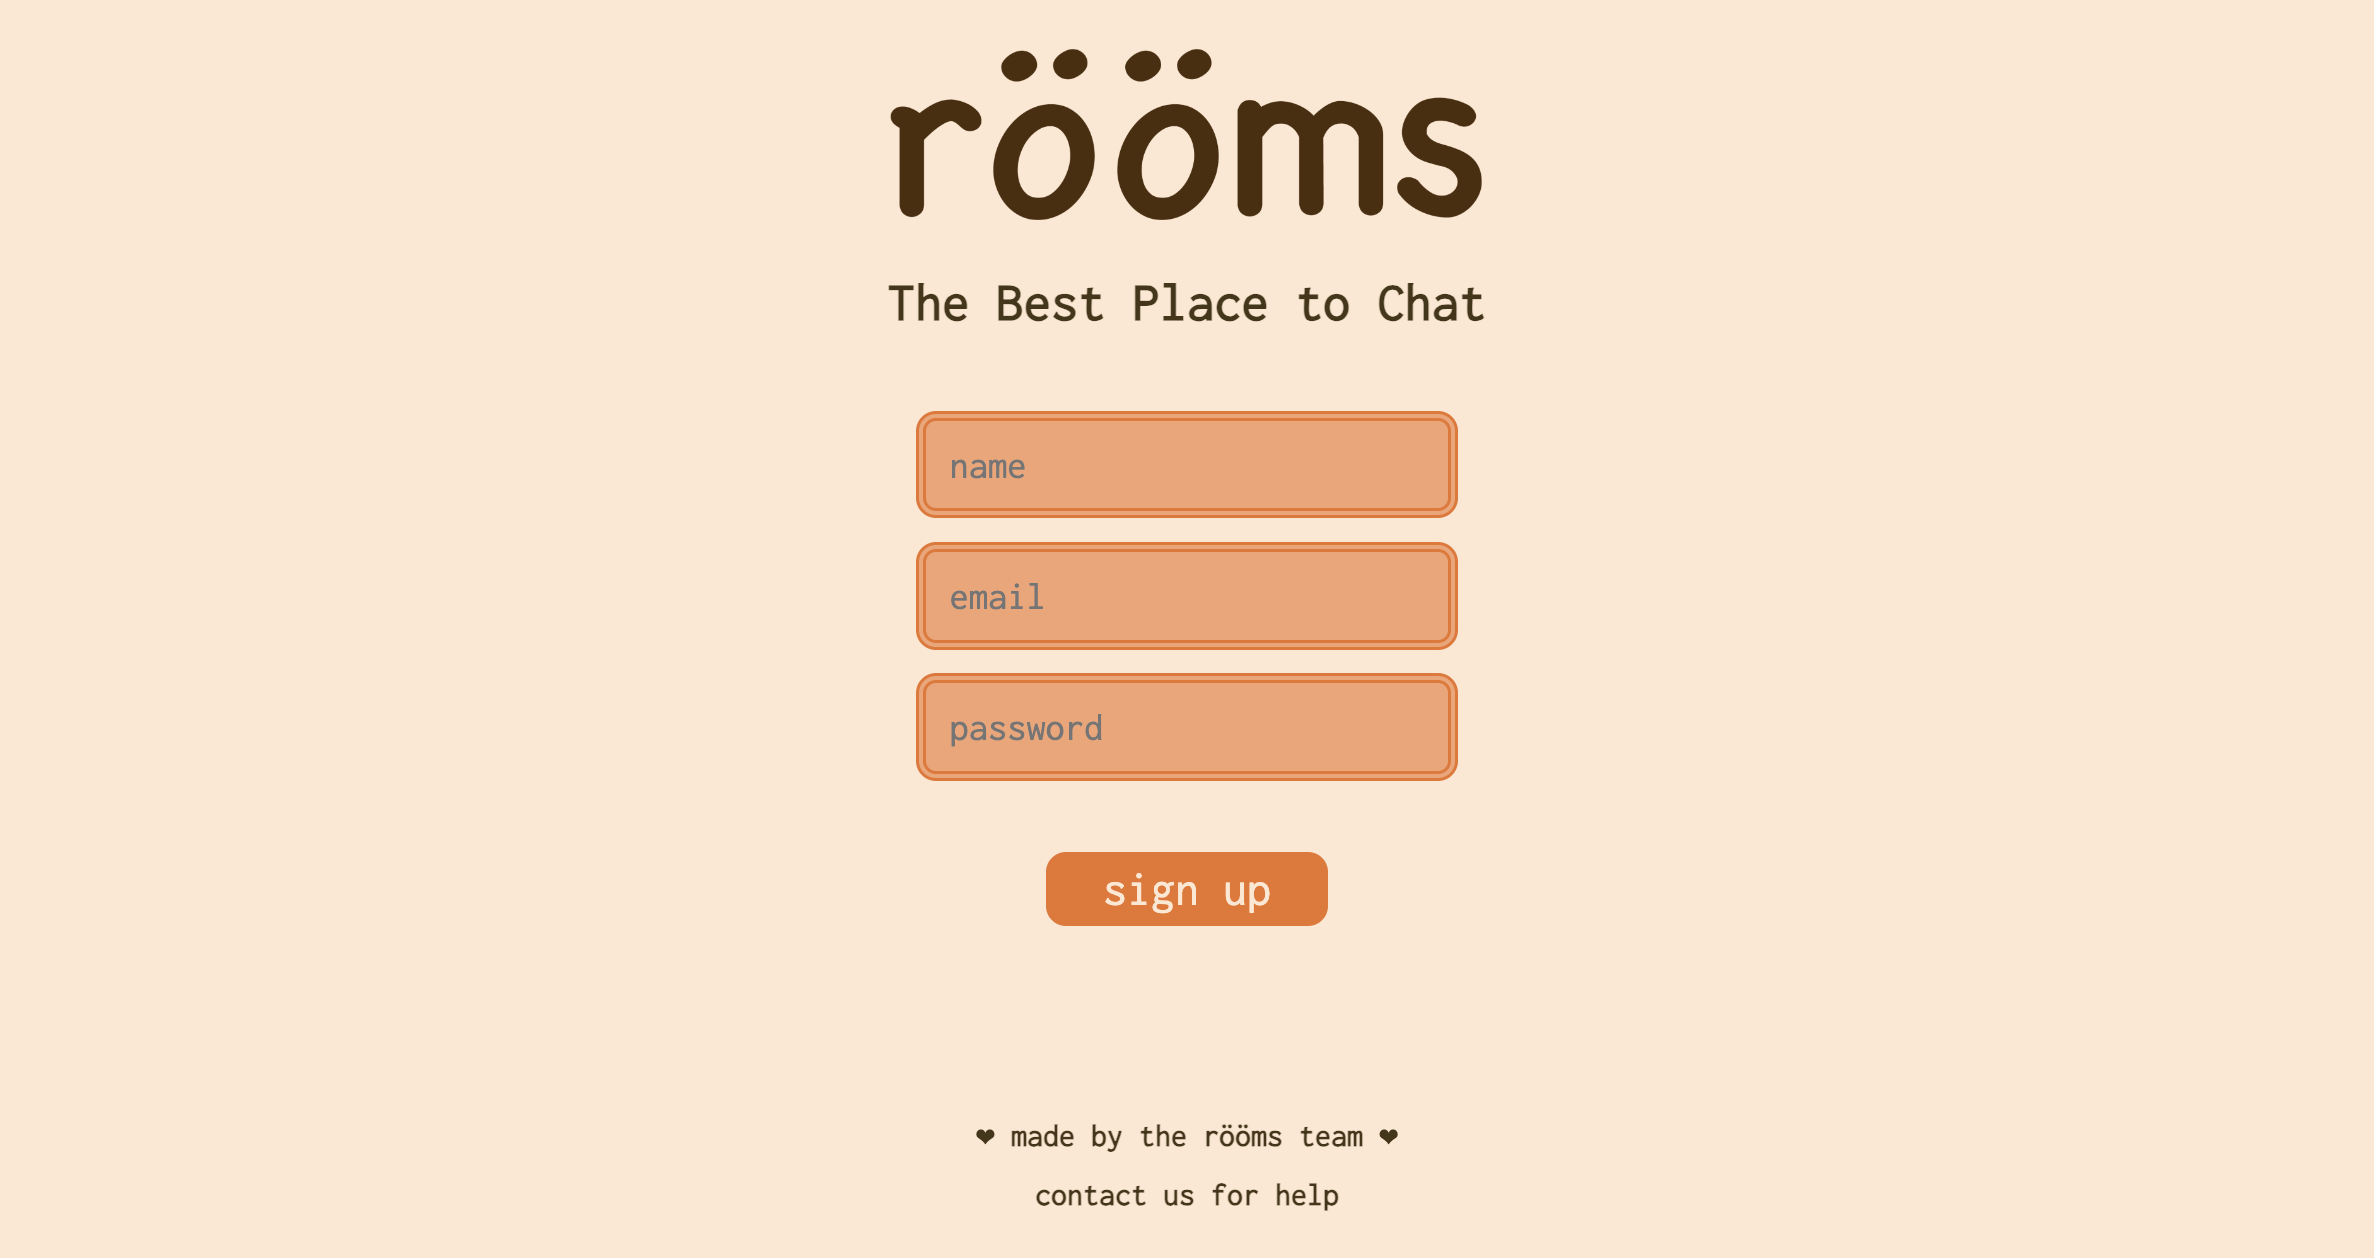 rööms
The Best Place to Chat
name
email
password
sign up
❤ made by the rööms team ❤
contact us for help